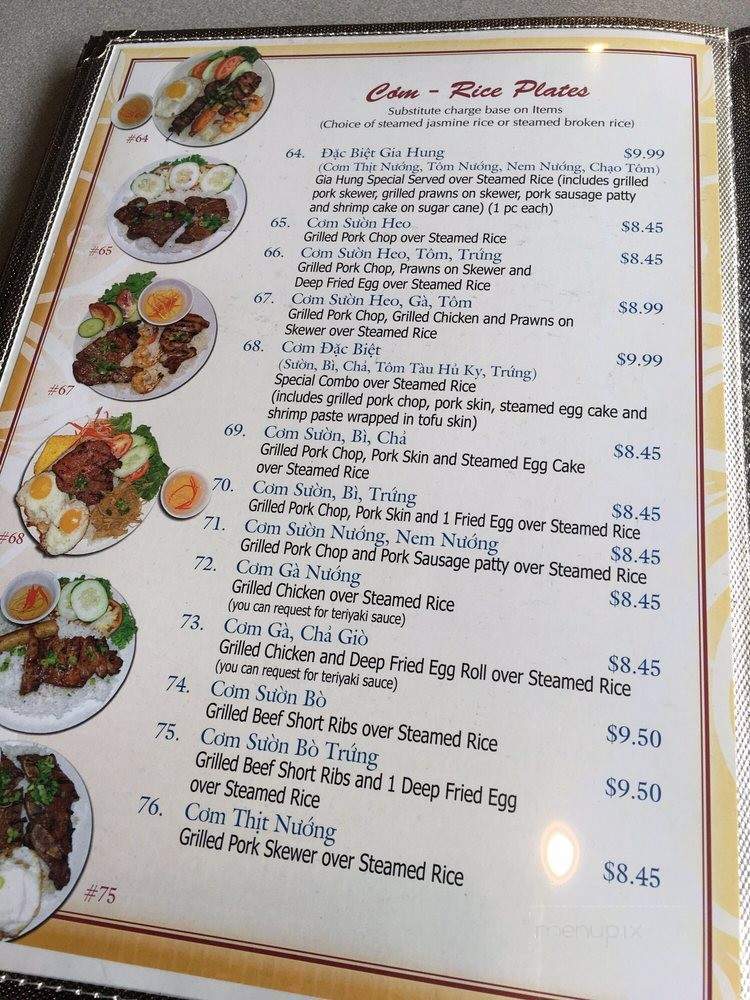 Cơm - Rice Plates
Substitute charge base on Items
(Choice of steamed jasmine rice or steamed broken rice)
64. Đặc Biệt Gia Hung $9.99
(Cơm Thịt Nướng, Tôm Nướng, Nem Nướng, Chạo Tôm)
Gia Hung Special Served over Steamed Rice (includes grilled
pork skewer, grilled prawns on skewer, pork sausage patty
and shrimp cake on sugar cane) (1 pc each)
65. Cơm Sườn Heo $8.45
Grilled Pork Chop over Steamed Rice
66. Cơm Sườn Heo, Tôm, Trứng $8.45
Grilled Pork Chop, Prawns on Skewer and
Deep Fried Egg over Steamed Rice
67. Cơm Sườn Heo, Gà, Tôm $8.99
Grilled Pork Chop, Grilled Chicken and Prawns on
Skewer over Steamed Rice
68. Cơm Đặc Biệt $9.99
(Sườn, Bì, Chả, Tôm Tàu Hủ Ky, Trứng)
Special Combo over Steamed Rice
(includes grilled pork chop, pork skin, steamed egg cake and
shrimp paste wrapped in tofu skin)
69. Cơm Sườn, Bì, Chả $8.45
Grilled Pork Chop, Pork Skin and Steamed Egg Cake
over Steamed Rice
70. Cơm Sườn, Bì, Trứng $8.45
Grilled Pork Chop, Pork Skin and 1 Fried Egg over Steamed Rice
71. Cơm Sườn Nướng, Nem Nướng $8.45
Grilled Pork Chop and Pork Sausage patty over Steamed Rice
72. Cơm Gà Nướng $8.45
Grilled Chicken over Steamed Rice
(you can request for teriyaki sauce)
73. Cơm Gà, Chả Giò $8.45
Grilled Chicken and Deep Fried Egg Roll over Steamed Rice
(you can request for teriyaki sauce)
74. Cơm Sườn Bò $9.50
Grilled Beef Short Ribs over Steamed Rice
75. Cơm Sườn Bò Trứng $9.50
Grilled Beef Short Ribs and 1 Deep Fried Egg
over Steamed Rice
76. Cơm Thịt Nướng $8.45
Grilled Pork Skewer over Steamed Rice
#64
#65
#67
#68
#75
menupix